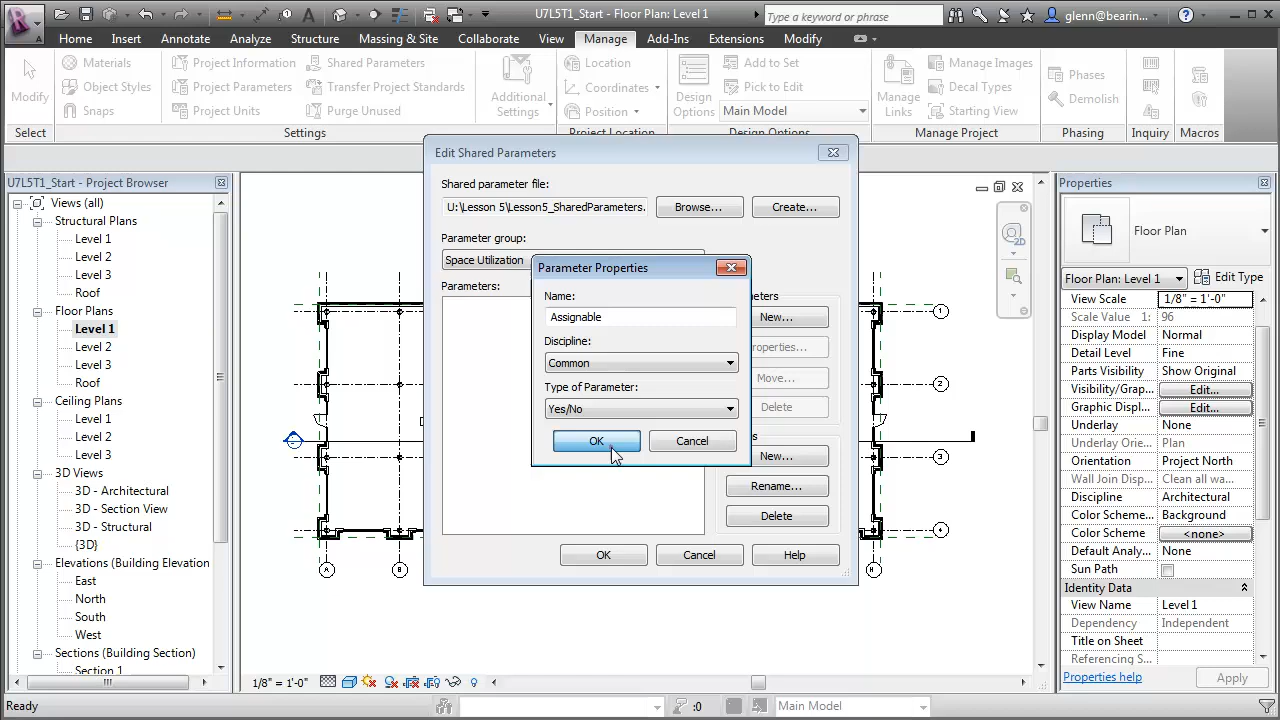 U7L5T1_Start - Floor Plan: Level 1
Type a keyword or phrase
glenn@bearin...
Home Insert Annotate Analyze Structure Massing & Site Collaborate View Manage Add-Ins Extensions Modify
Modify
Materials
Object Styles
Snaps
Project Information
Project Parameters
Project Units
Shared Parameters
Transfer Project Standards
Purge Unused
Additional
Settings
Location
Coordinates
Position
Design
Options
Add to Set
Pick to Edit
Main Model
Manage
Links
Manage Images
Decal Types
Starting View
Phases
Demolish
Select Settings Project Location Design Options Manage Project Phasing Inquiry Macros
U7L5T1_Start - Project Browser
Views (all)
Structural Plans
Level 1
Level 2
Level 3
Roof
Floor Plans
Level 1
Level 2
Level 3
Roof
Ceiling Plans
Level 1
Level 2
Level 3
3D Views
3D - Architectural
3D - Section View
3D - Structural
{3D}
Elevations (Building Elevation
East
North
South
West
Sections (Building Section)
Section 1
Edit Shared Parameters
Shared parameter file:
U:\Lesson 5\Lesson5_SharedParameters.
Browse...
Create...
Parameter group:
Space Utilization
Parameters:
New...
Move...
Delete
New...
Rename...
Delete
OK
Cancel
Help
Parameter Properties
Name:
Assignable
Discipline:
Common
Type of Parameter:
Yes/No
OK
Cancel
2D
1
2
3
A
B
H
Properties
Floor Plan
Floor Plan: Level 1
Edit Type
View Scale 1/8" = 1'-0"
Scale Value 1: 96
Display Model Normal
Detail Level Fine
Parts Visibility Show Original
Visibility/Grap... Edit...
Graphic Displ... Edit...
Underlay None
Underlay Orie... Plan
Orientation Project North
Wall Join Displ... Clean all wa...
Discipline Architectural
Color Scheme... Background
Color Scheme <none>
Default Analy... None
Sun Path
Identity Data
View Name Level 1
Dependency Independent
Title on Sheet
Referencing S...
Properties help
Apply
1/8" = 1'-0"
Ready
:0
Main Model